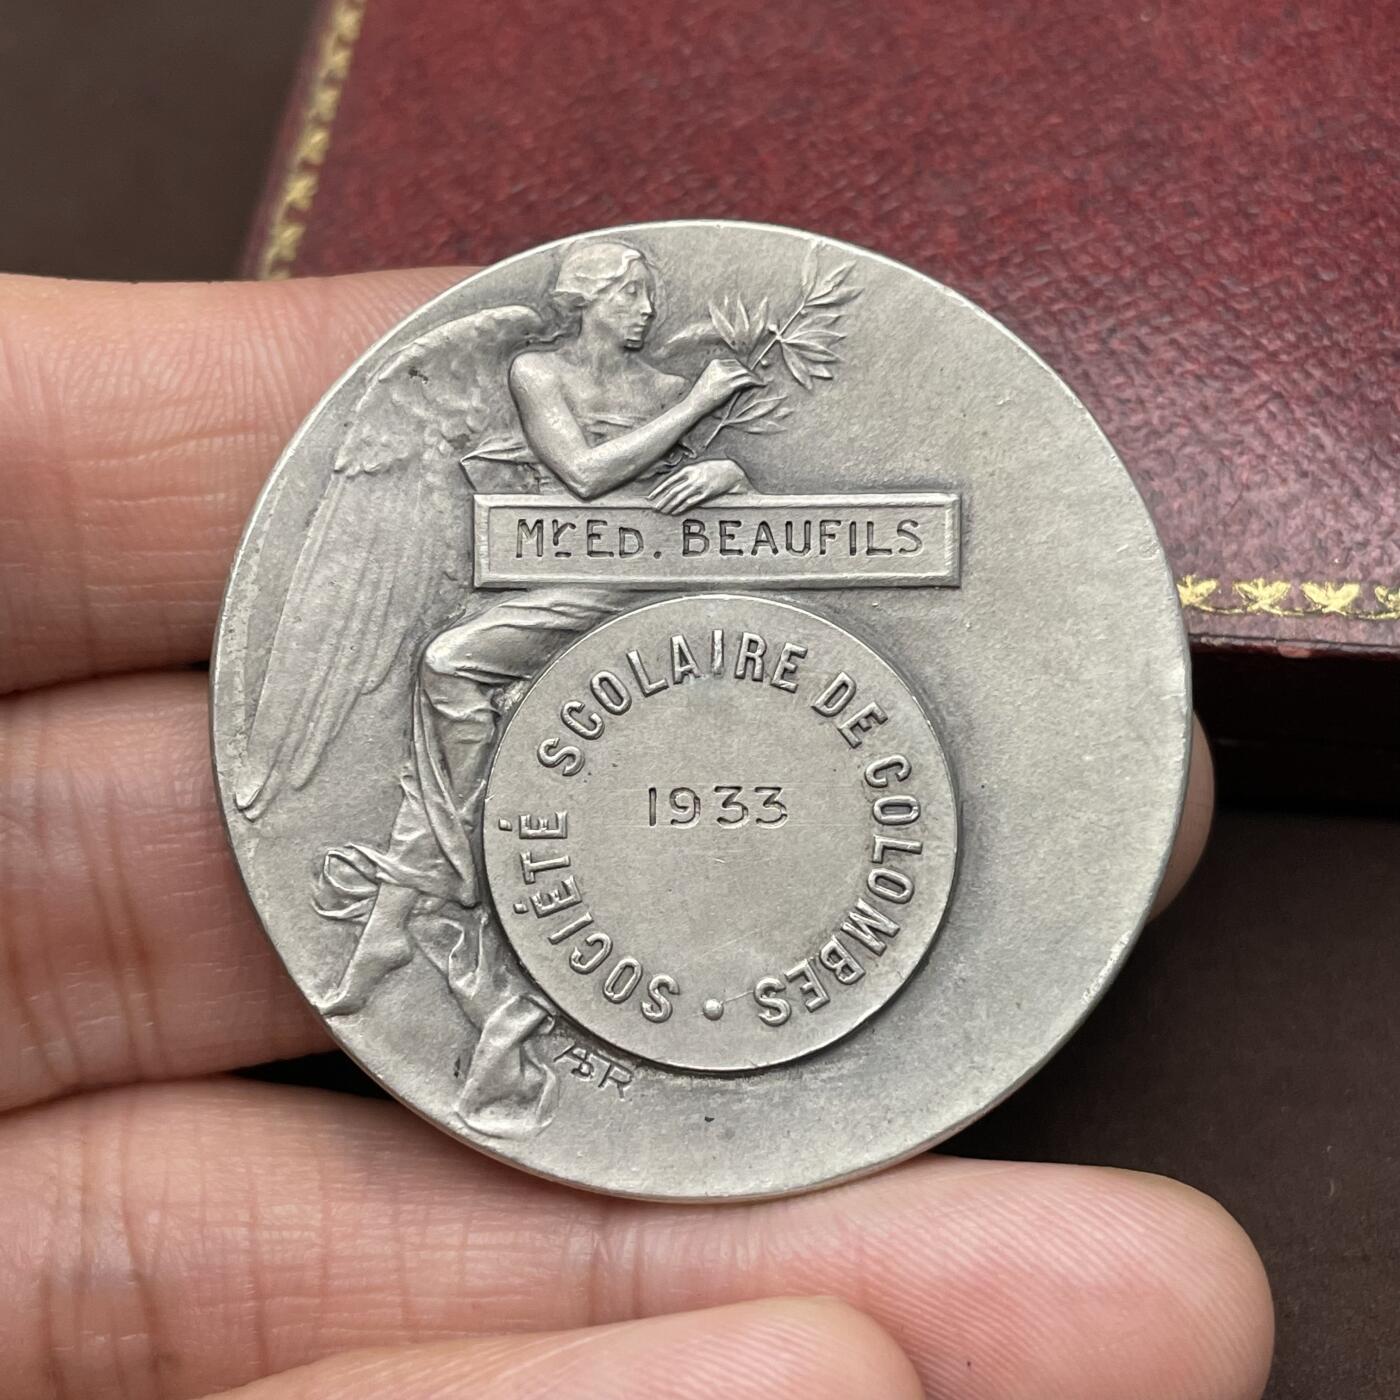 Mr ED. BEAUFILS
SOCIÉTÉ SCOLAIRE DE COLOMBES •
1933